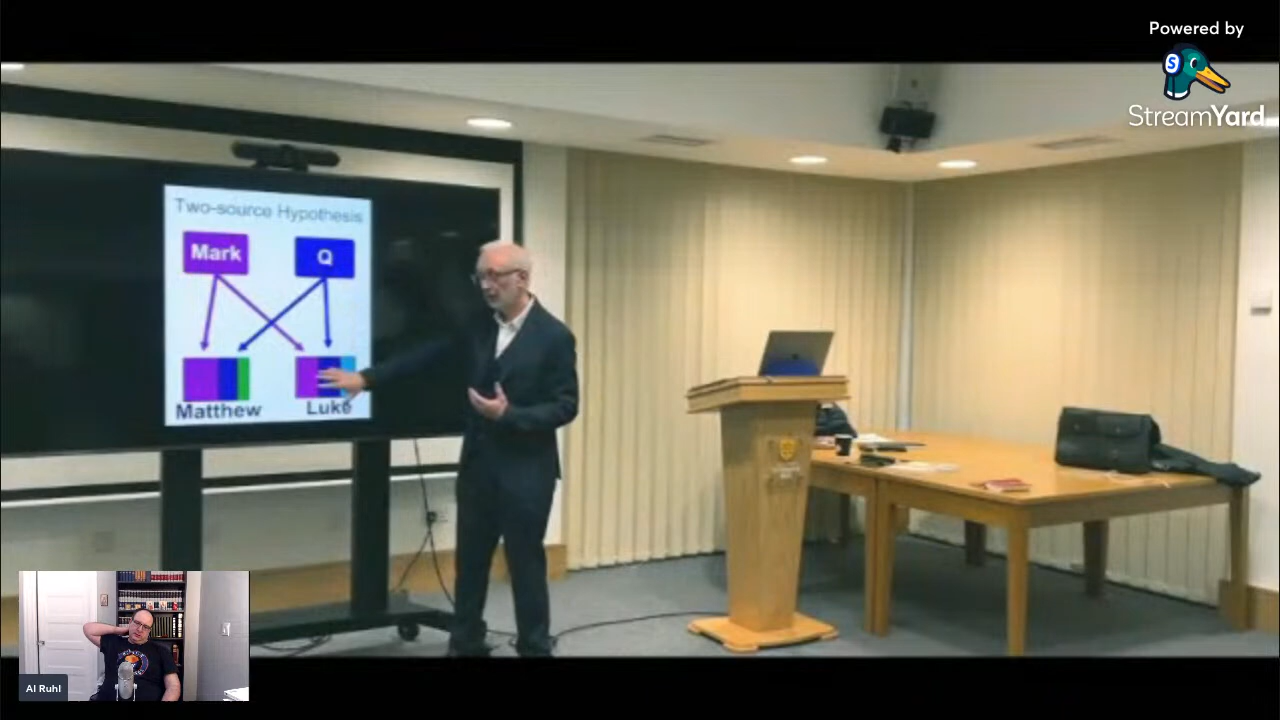 Powered by
StreamYard
Two-source Hypothesis
Mark
Q
Matthew
Luke
Al Ruhl